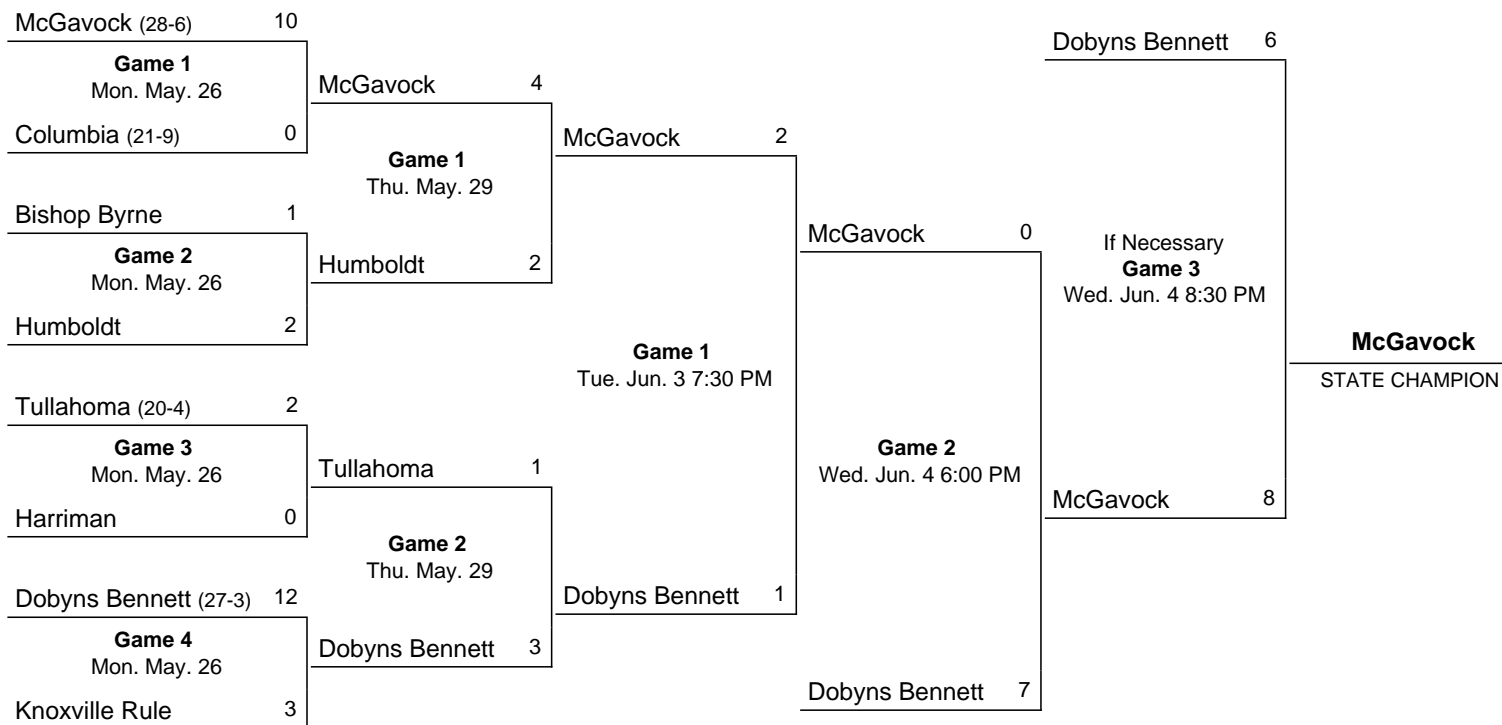 McGavock (28-6) 10
Game 1
Mon. May. 26
Columbia (21-9) 0
Bishop Byrne 1
Game 2
Mon. May. 26
Humboldt 2
Tullahoma (20-4) 2
Game 3
Mon. May. 26
Harriman 0
Dobyns Bennett (27-3) 12
Game 4
Mon. May. 26
Knoxville Rule 3
McGavock 4
Game 1
Thu. May. 29
Humboldt 2
Tullahoma 1
Game 2
Thu. May. 29
Dobyns Bennett 3
McGavock 2
Game 1
Tue. Jun. 3 7:30 PM
Dobyns Bennett 1
McGavock 0
Game 2
Wed. Jun. 4 6:00 PM
Dobyns Bennett 7
Dobyns Bennett 6
If Necessary
Game 3
Wed. Jun. 4 8:30 PM
McGavock 8
McGavock
STATE CHAMPION